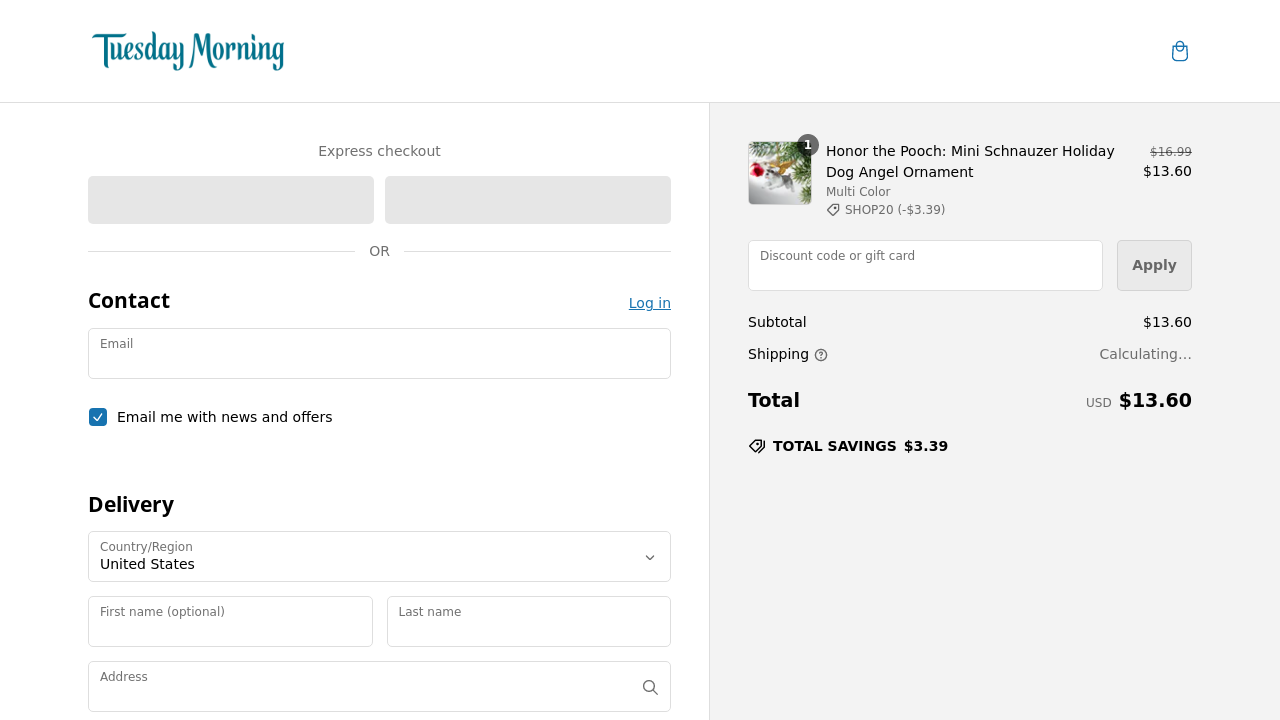 Tuesday Morning
Express checkout
OR
Contact
Log in
Email
Email me with news and offers
Delivery
Country/Region
United States
First name (optional)
Last name
Address
1
Honor the Pooch: Mini Schnauzer Holiday
Dog Angel Ornament
Multi Color
SHOP20 (-$3.39)
$16.99
$13.60
Discount code or gift card
Apply
Subtotal
$13.60
Shipping
Calculating…
Total
USD $13.60
TOTAL SAVINGS $3.39